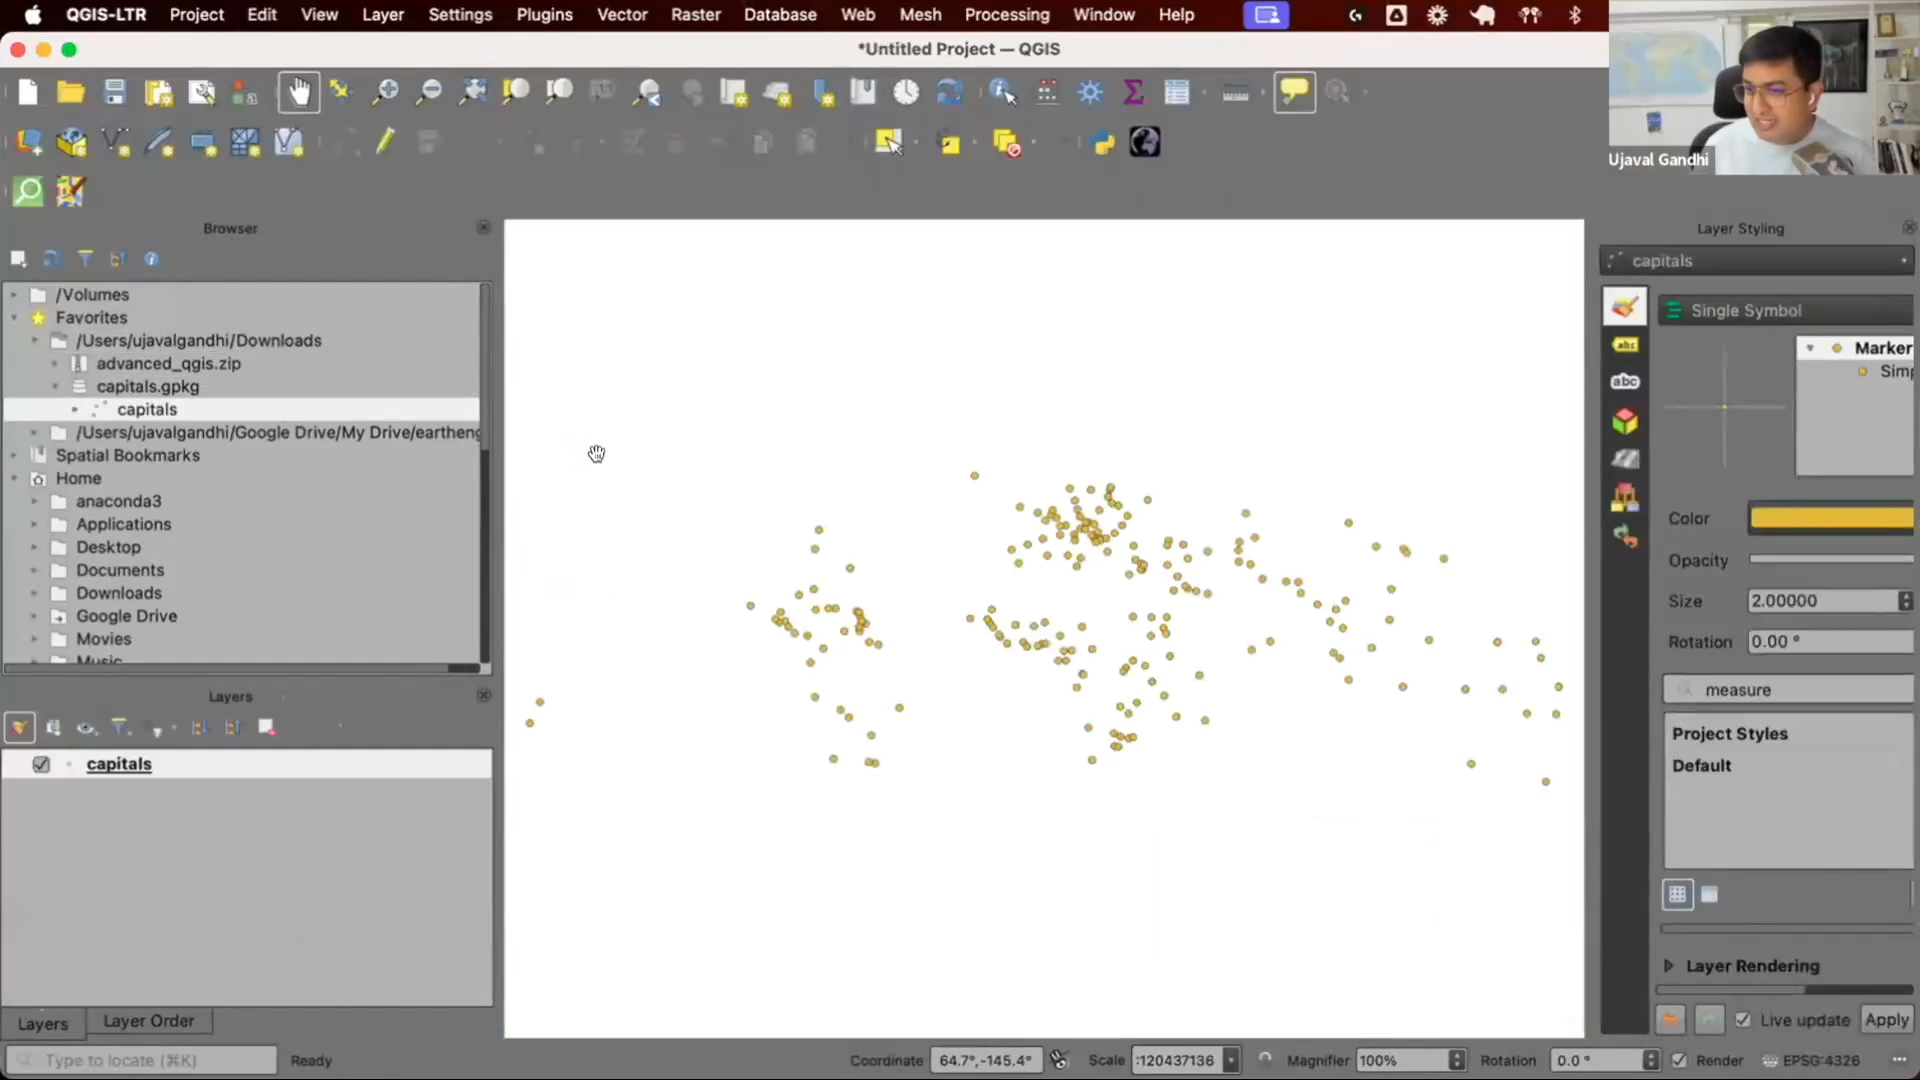 QGIS-LTR Project Edit View Layer Settings Plugins Vector Raster Database Web Mesh Processing Window Help
*Untitled Project — QGIS
Ujaval Gandhi
Browser
/Volumes
Favorites
/Users/ujavalgandhi/Downloads
advanced_qgis.zip
capitals.gpkg
capitals
/Users/ujavalgandhi/Google Drive/My Drive/eartheng
Spatial Bookmarks
Home
anaconda3
Applications
Desktop
Documents
Downloads
Google Drive
Movies
Music
Layers
capitals
Layers Layer Order
Layer Styling
capitals
Single Symbol
abc
abc
Marker
Simp
Color
Opacity
Size 2.00000
Rotation 0.00 °
measure
Project Styles
Default
Layer Rendering
Live update Apply
Type to locate (⌘K) Ready Coordinate 64.7°,-145.4° Scale :120437136 Magnifier 100% Rotation 0.0 ° Render EPSG:4326